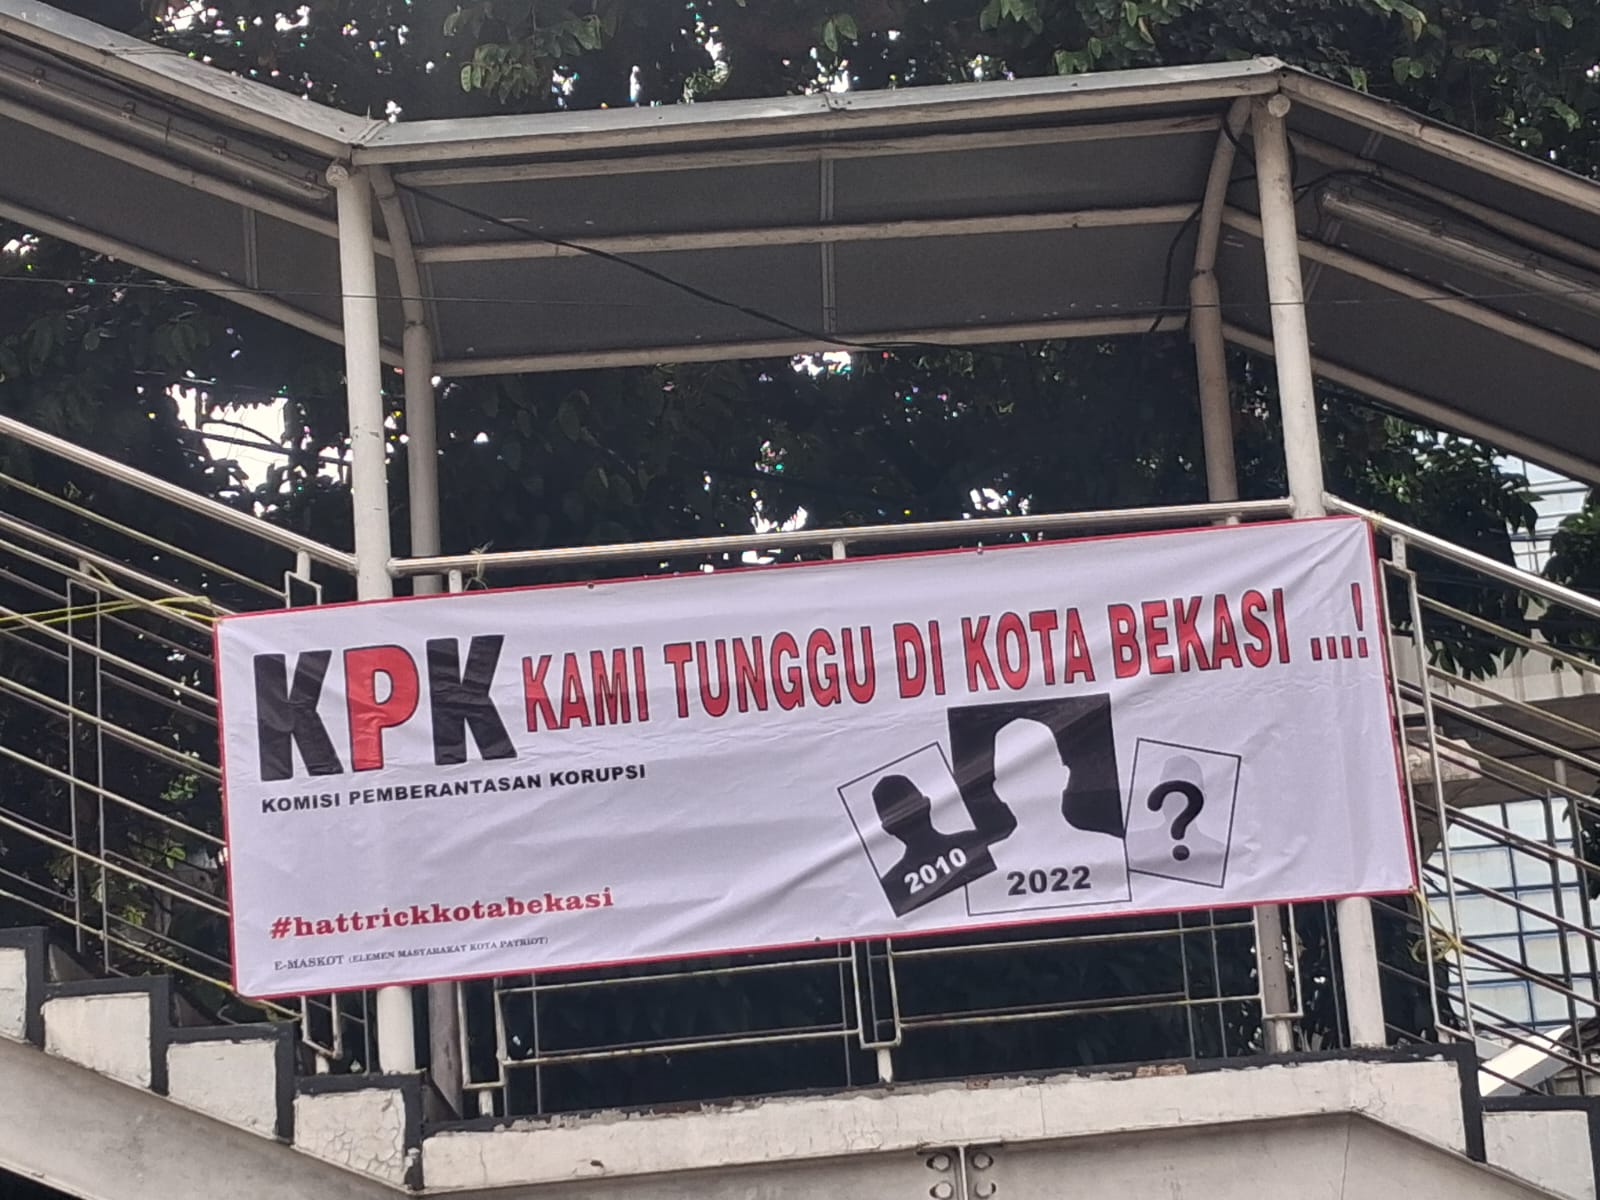 KPK KAMI TUNGGU DI KOTA BEKASI ....!
KOMISI PEMBERANTASAN KORUPSI
2010
2022
?
#hattrickkotabekasi
E-MASKOT (ELEMEN MASYARAKAT KOTA PATRIOT)